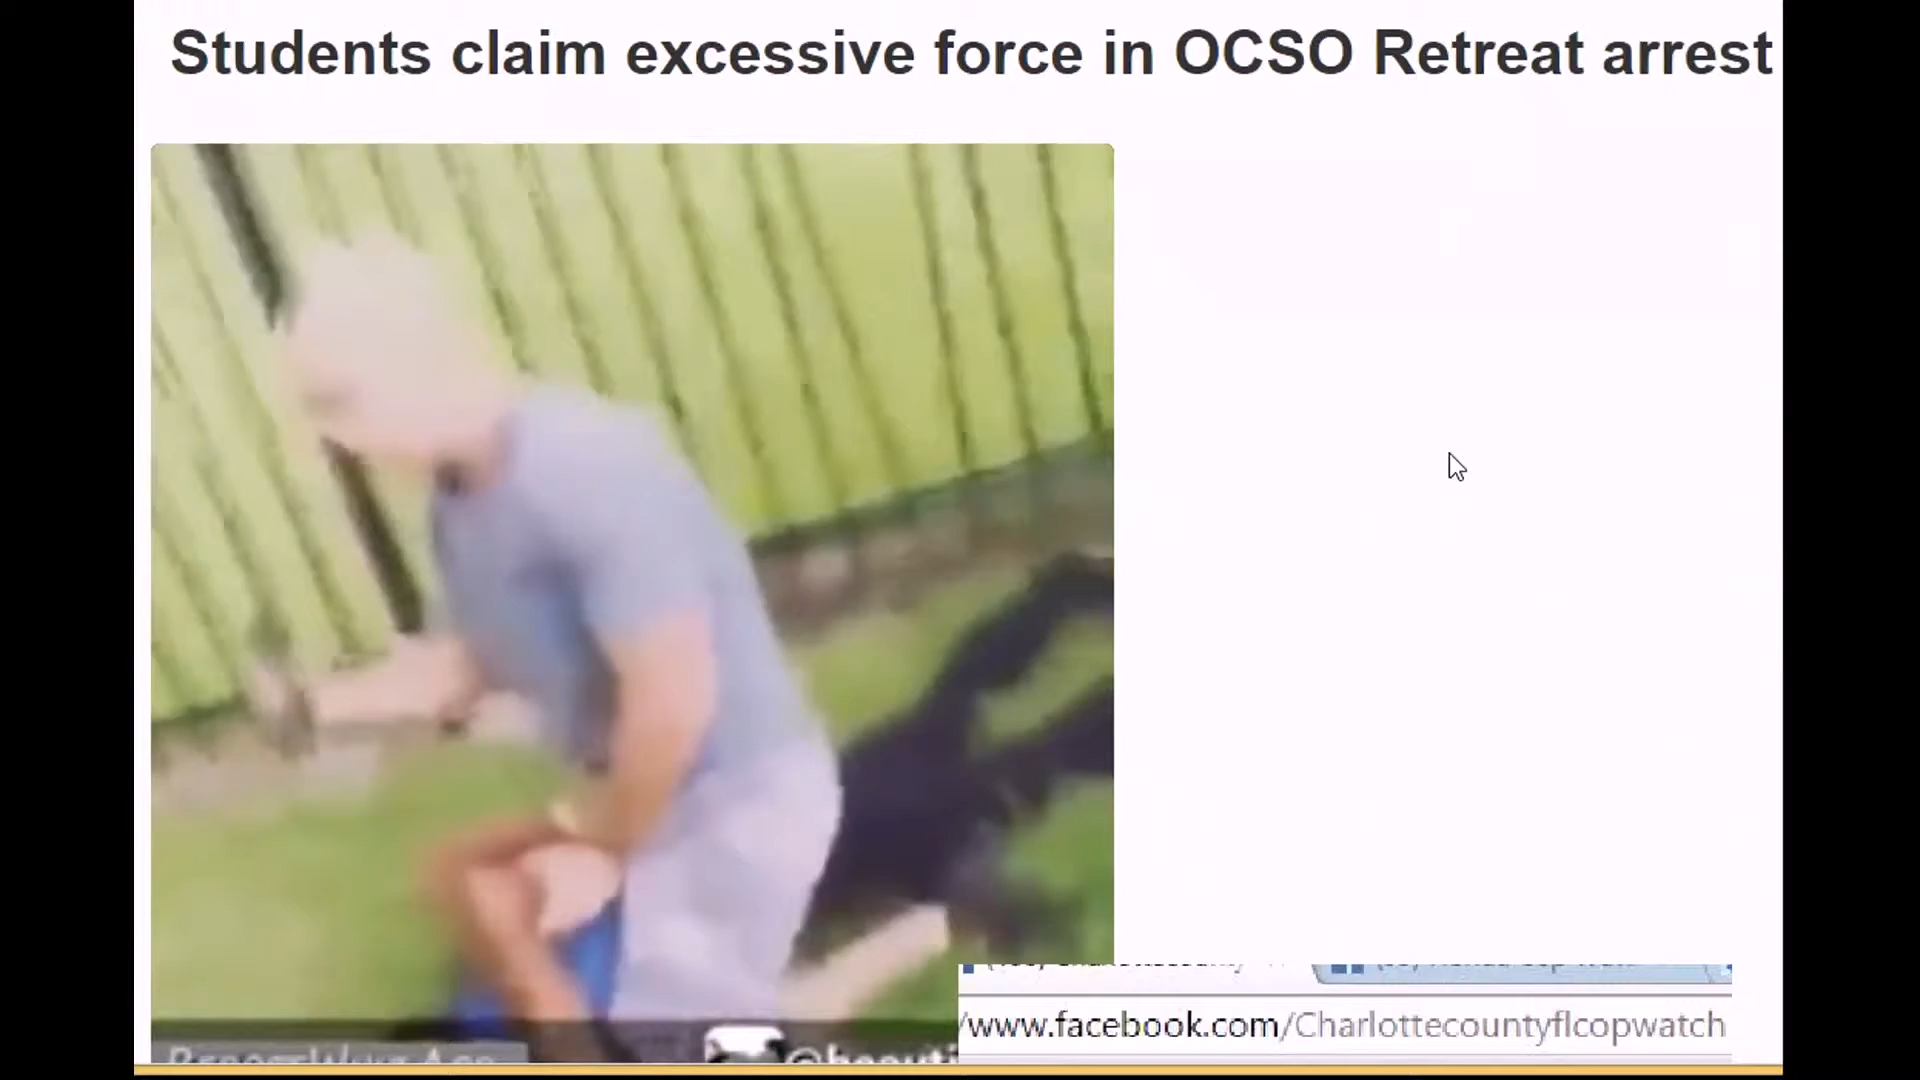 Students claim excessive force in OCSO Retreat arrest
/www.facebook.com/Charlottecountyflcopwatch